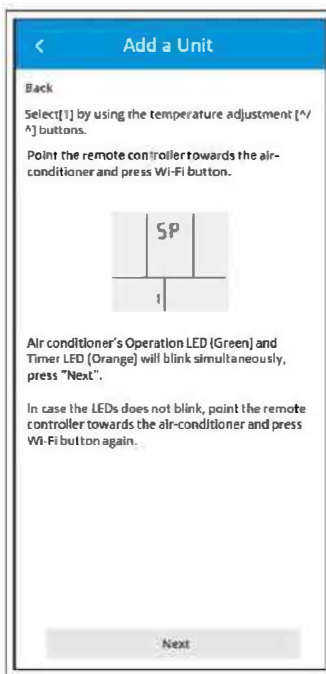 Add a Unit
Back
Select[1] by using the temperature adjustment [^/
^] buttons.
Point the remote controller towards the air-
conditioner and press Wi-Fi button.
SP
1
Air conditioner's Operation LED (Green) and
Timer LED (Orange) will blink simultaneously,
press "Next".
In case the LEDs does not blink, point the remote
controller towards the air-conditioner and press
Wi-Fi button again.
Next